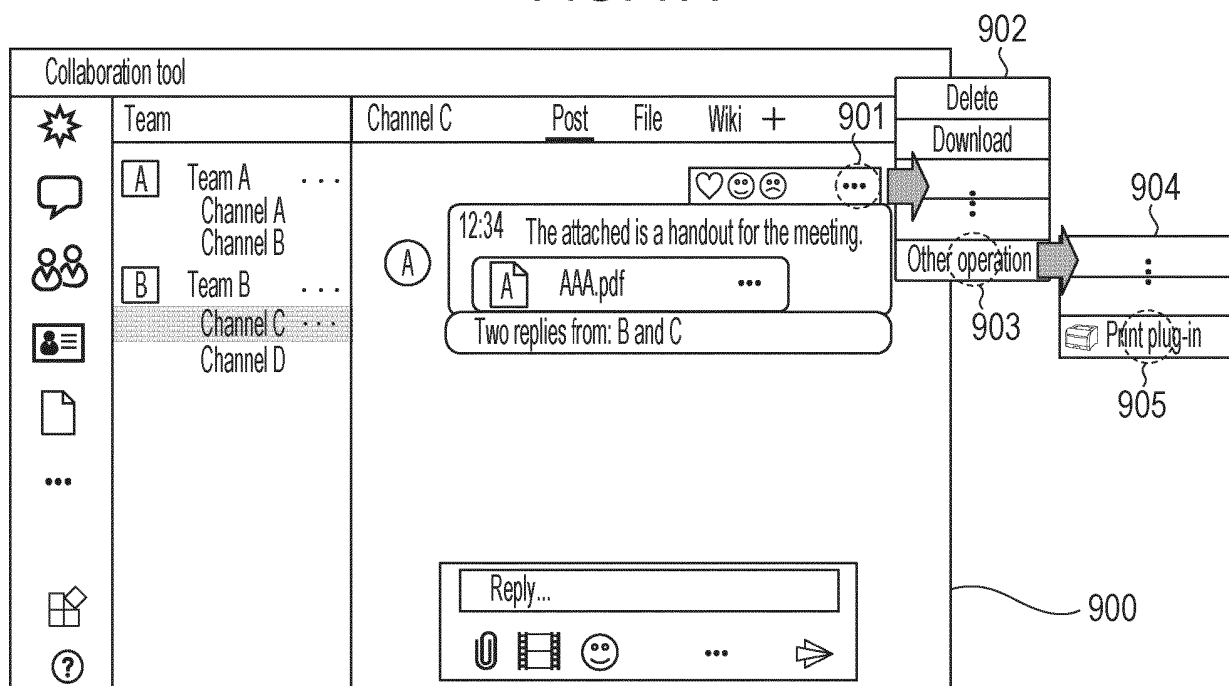 902
Collaboration tool
Delete
Team
Channel C
Post
File
Wiki +
901
Download
A
Team A ...
Channel A
Channel B
...
904
12:34
The attached is a handout for the meeting.
A
A
AAA.pdf
...
Other operation
B
Team B ...
Channel C ...
Channel D
Two replies from: B and C
903
Print plug-in
905
...
Reply...
900
...
?